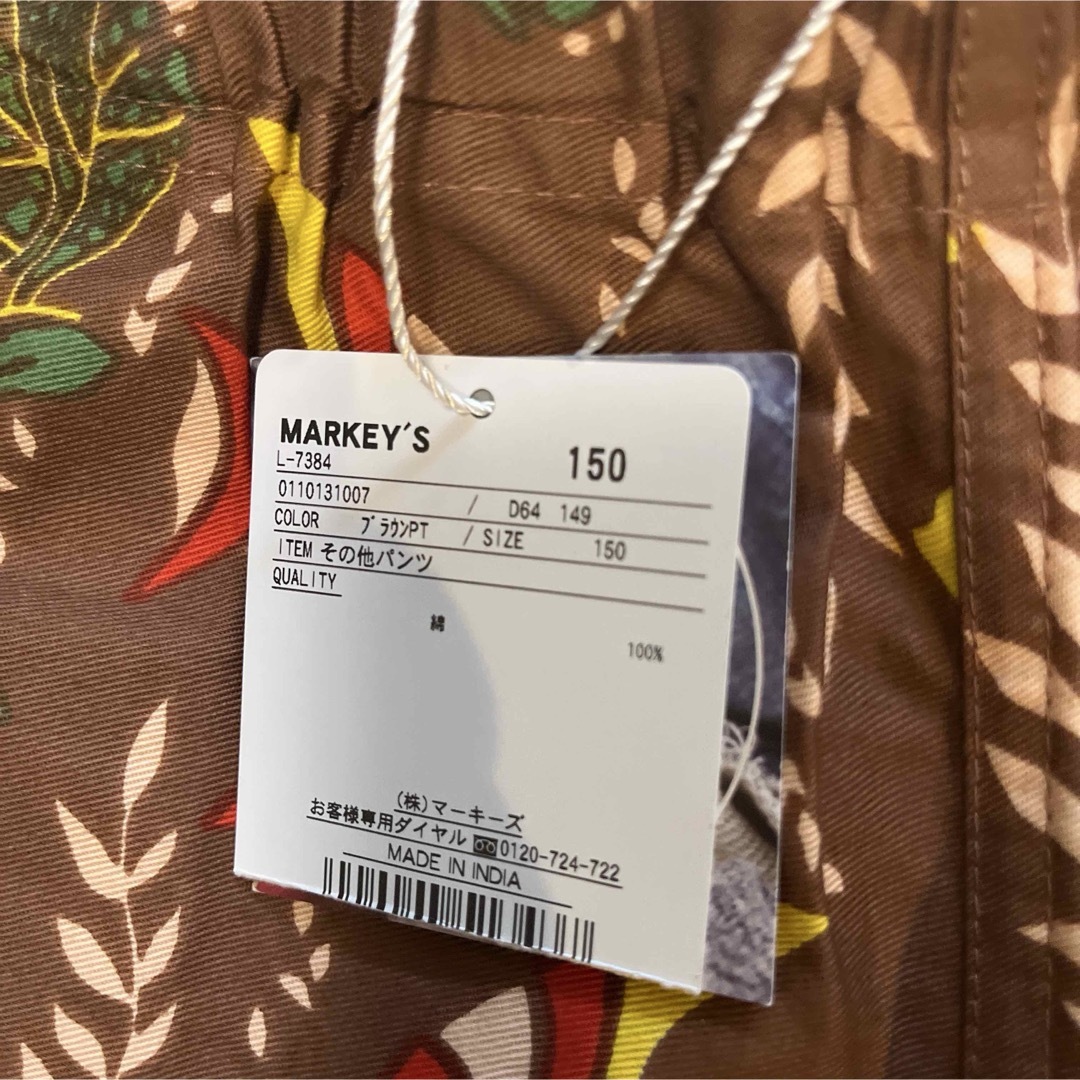 MARKEY'S
L-7384 150
0110131007 / D64 149
COLOR ブラウンPT / SIZE 150
ITEM その他パンツ
QUALITY
綿 100%
(株)マーキーズ
お客様専用ダイヤル 0120-724-722
MADE IN INDIA